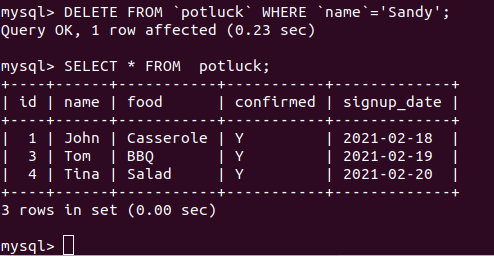 mysql> DELETE FROM `potluck` WHERE `name`='Sandy';
Query OK, 1 row affected (0.23 sec)
mysql> SELECT * FROM  potluck;
+----+------+-----------+-----------+-------------+
| id | name | food      | confirmed | signup_date |
+----+------+-----------+-----------+-------------+
|  1 | John | Casserole | Y         | 2021-02-18  |
|  3 | Tom  | BBQ       | Y         | 2021-02-19  |
|  4 | Tina | Salad     | Y         | 2021-02-20  |
+----+------+-----------+-----------+-------------+
3 rows in set (0.00 sec)
mysql>